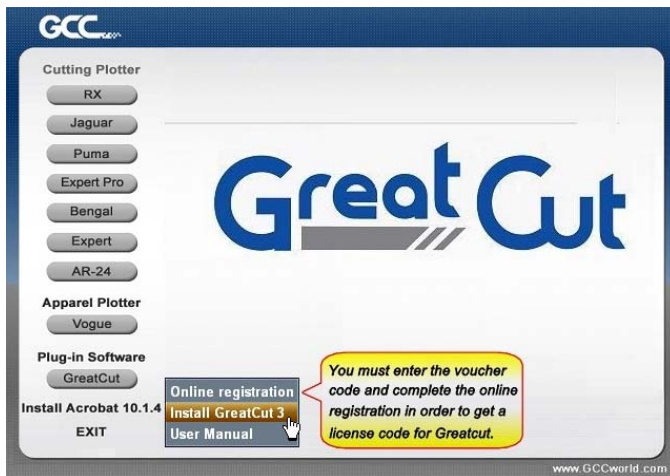 GCC
Cutting Plotter
RX
Jaguar
Puma
Expert Pro
Bengal
Expert
AR-24
Apparel Plotter
Vogue
Plug-in Software
GreatCut
Install Acrobat 10.1.4
EXIT
Great Cut
Online registration
Install GreatCut 3
User Manual
You must enter the voucher
code and complete the online
registration in order to get a
license code for Greatcut.
www.GCCworld.com